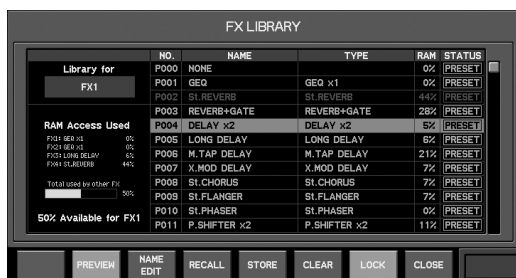 FX LIBRARY
Library for
FX1
RAM Access Used
FX1: GEQ x1 0%
FX2: GEQ x1 0%
FX3: LONG DELAY 6%
FX4: St.REVERB 44%
Total used by other FX
50%
50% Available for FX1
NO. NAME TYPE RAM STATUS
P000 NONE 0% PRESET
P001 GEQ GEQ x1 0% PRESET
P002 St.REVERB St.REVERB 44% PRESET
P003 REVERB+GATE REVERB+GATE 28% PRESET
P004 DELAY x2 DELAY x2 5% PRESET
P005 LONG DELAY LONG DELAY 6% PRESET
P006 M.TAP DELAY M.TAP DELAY 21% PRESET
P007 X.MOD DELAY X.MOD DELAY 7% PRESET
P008 St.CHORUS St.CHORUS 7% PRESET
P009 St.FLANGER St.FLANGER 7% PRESET
P010 St.PHASER St.PHASER 0% PRESET
P011 P.SHIFTER x2 P.SHIFTER x2 11% PRESET
PREVIEW NAME EDIT RECALL STORE CLEAR LOCK CLOSE